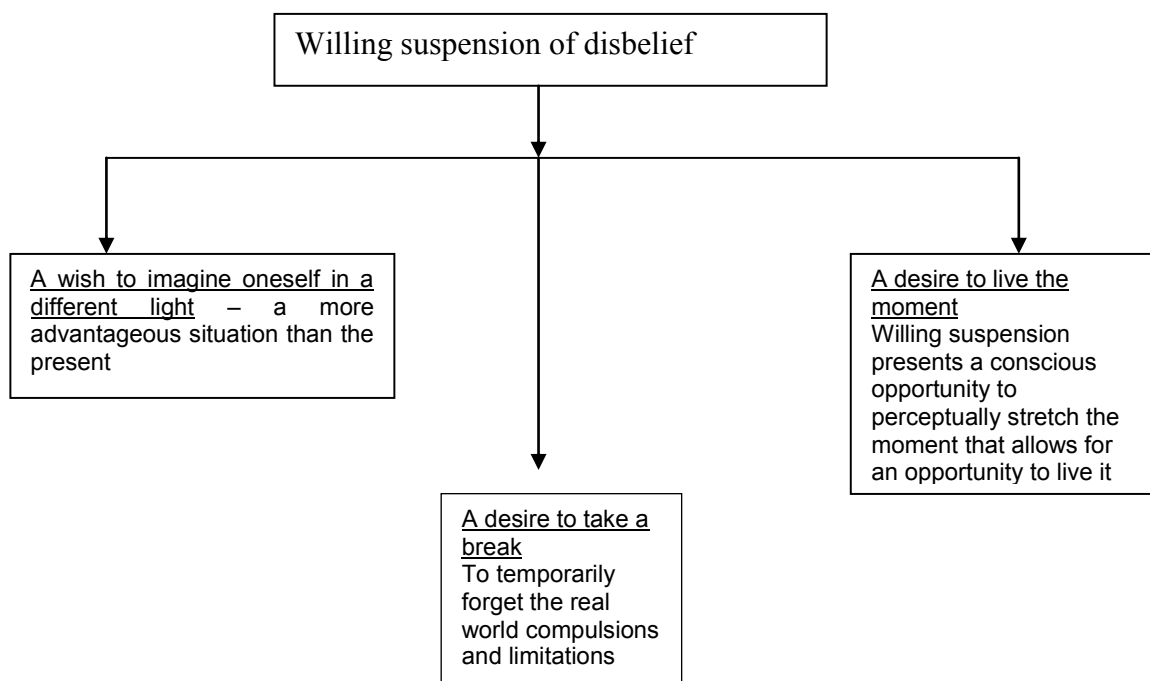 Willing suspension of disbelief
A wish to imagine oneself in a
different light – a more
advantageous situation than the
present
A desire to live the
moment
Willing suspension
presents a conscious
opportunity to
perceptually stretch the
moment that allows for
an opportunity to live it
A desire to take a
break
To temporarily
forget the real
world compulsions
and limitations